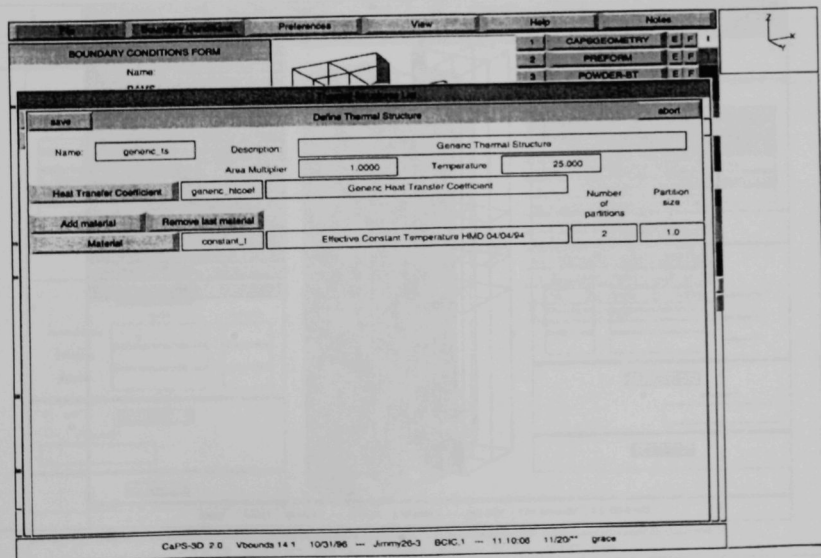 File Boundary Conditions Preferences View Help Notes
BOUNDARY CONDITIONS FORM
Name:
1 CAPSGEOMETRY E F
2 PREFORM E F
3 POWDER-BT E F
Z
X
Y
save Define Thermal Structure abort
Name: generic_ts Description: Generic Thermal Structure
Area Multiplier 1.0000 Temperature 25.000
Heat Transfer Coefficient generic_htcoef Generic Heat Transfer Coefficient
Number of partitions
Partition size
Add material Remove last material
Material constant_t Effective Constant Temperature HMD 04/04/94 2 1.0
CaPS-3D 2.0 Vbounds 14.1 10/31/96 --- Jimmy26-3 BCIC.1 --- 11:10:06 11/20/** grace